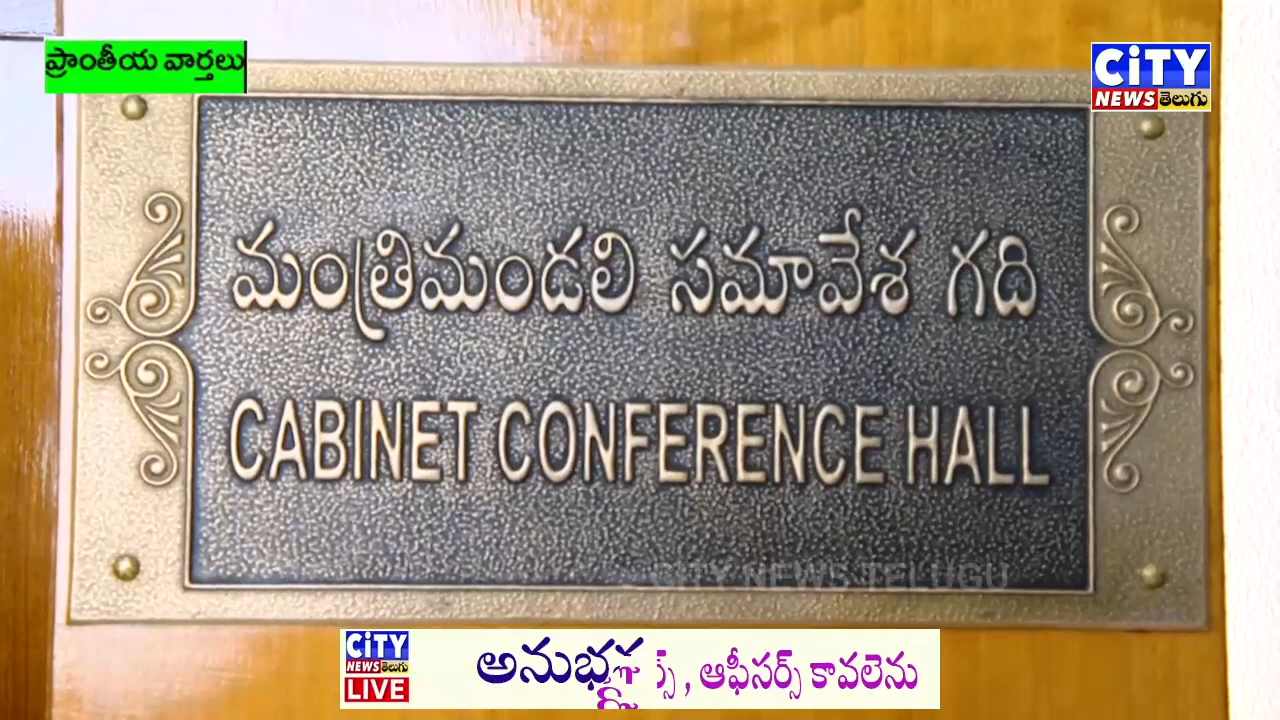 ప్రాంతీయ వార్తలు
CiTY
NEWS తెలుగు
మంత్రిమండలి సమావేశ గది
CABINET CONFERENCE HALL
CITY NEWS TELUGU
CiTY
NEWS తెలుగు
LIVE
, ఆఫీసర్స్ కావలెను